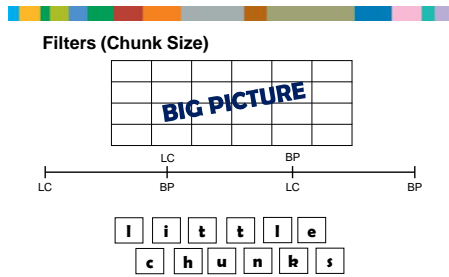 Filters (Chunk Size)
BIG PICTURE
LC BP
LC BP LC BP
little
chunks